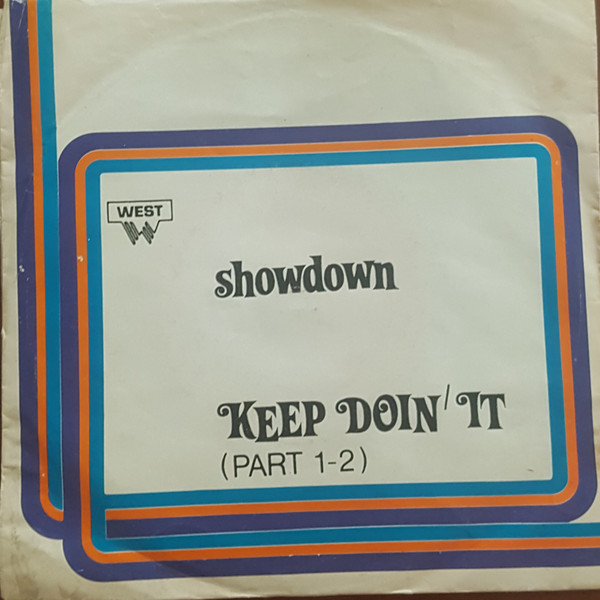 WEST
showdown
KEEP DOIN' IT
(PART 1-2)